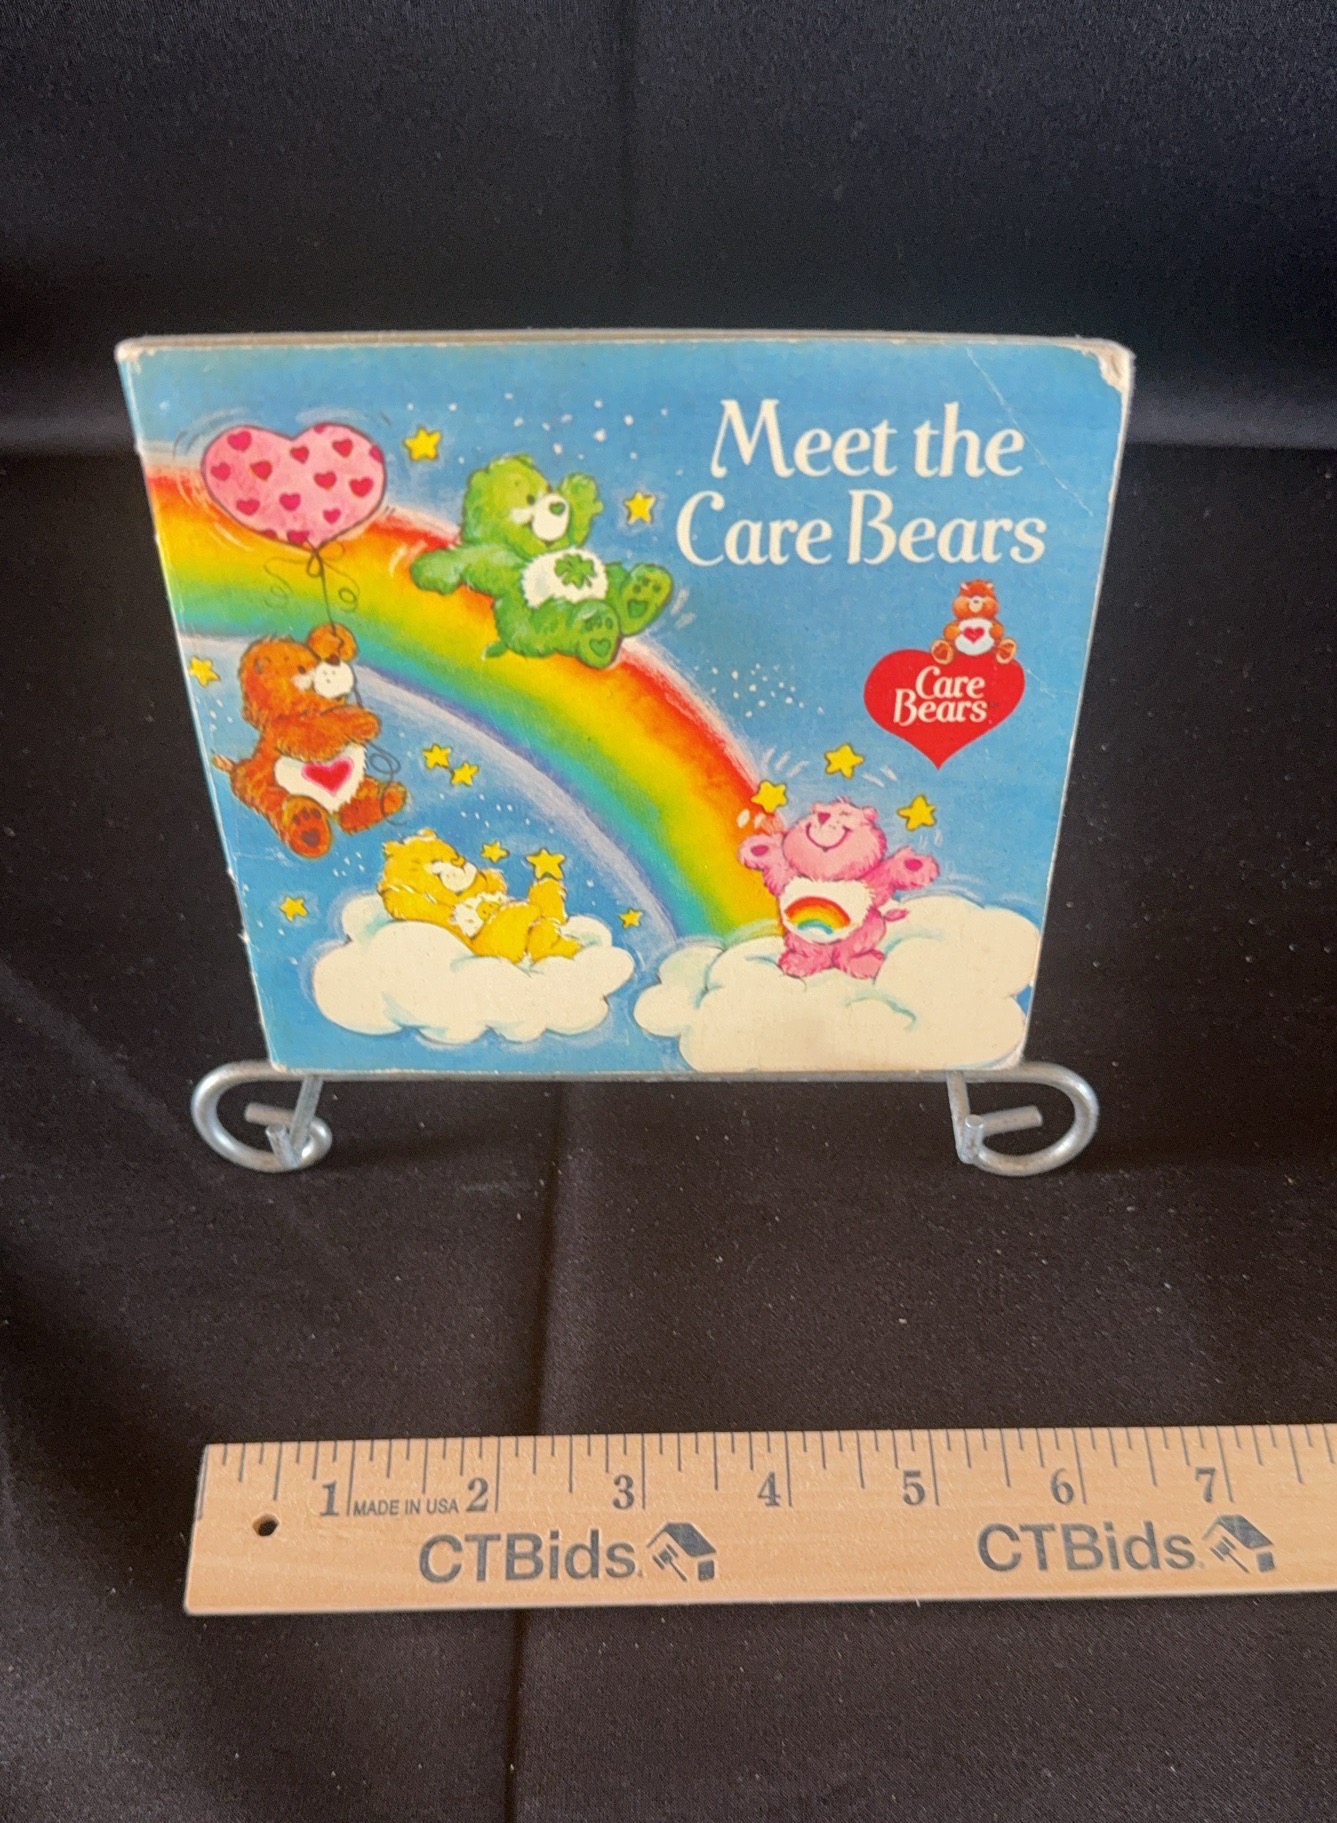 Meet the
Care Bears
Care
Bears
1 MADE IN USA 2 3 4 5 6 7
CTBids. CTBids.